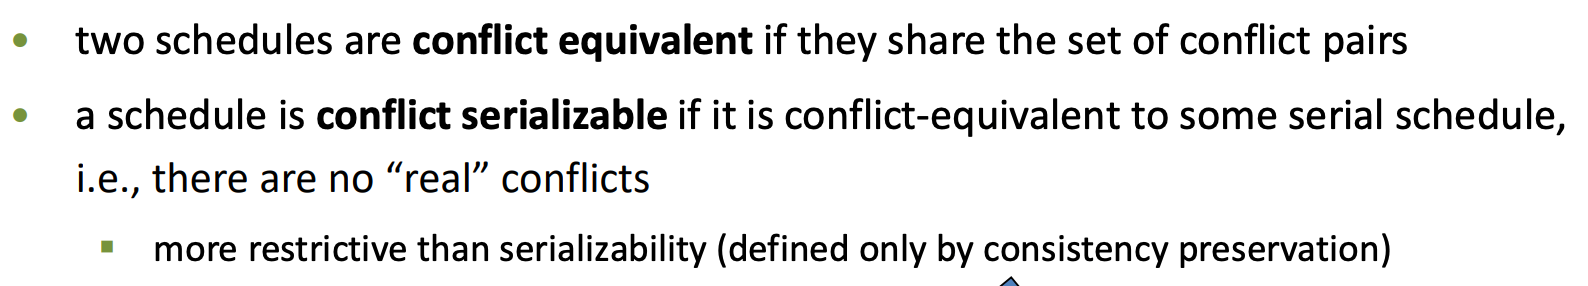 • two schedules are conflict equivalent if they share the set of conflict pairs
• a schedule is conflict serializable if it is conflict-equivalent to some serial schedule,
i.e., there are no “real” conflicts
▪ more restrictive than serializability (defined only by consistency preservation)